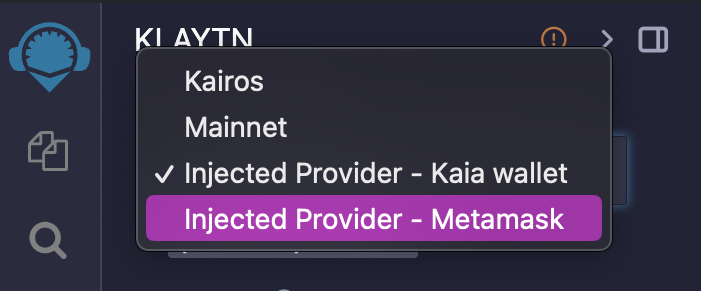 KLAYTN
Kairos
Mainnet
Injected Provider - Kaia wallet
Injected Provider - Metamask